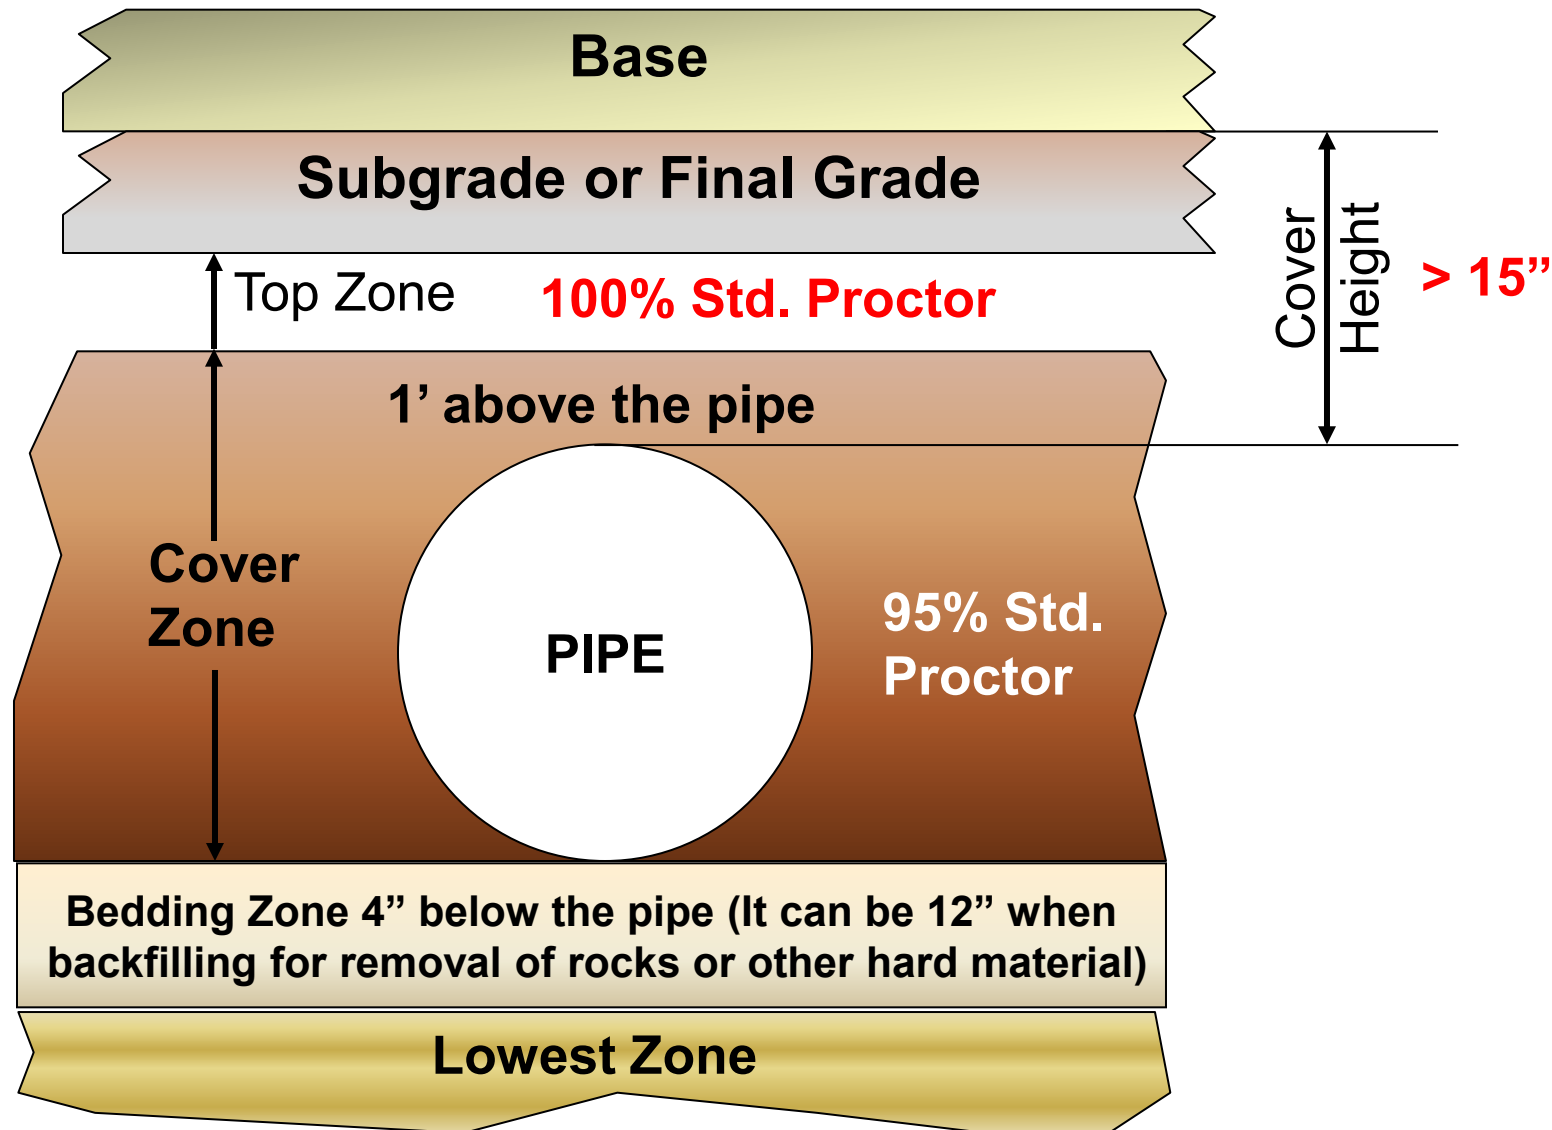 Base
Subgrade or Final Grade
Top Zone
100% Std. Proctor
Cover
Height
> 15”
1’ above the pipe
Cover
Zone
PIPE
95% Std.
Proctor
Bedding Zone 4” below the pipe (It can be 12” when
backfilling for removal of rocks or other hard material)
Lowest Zone